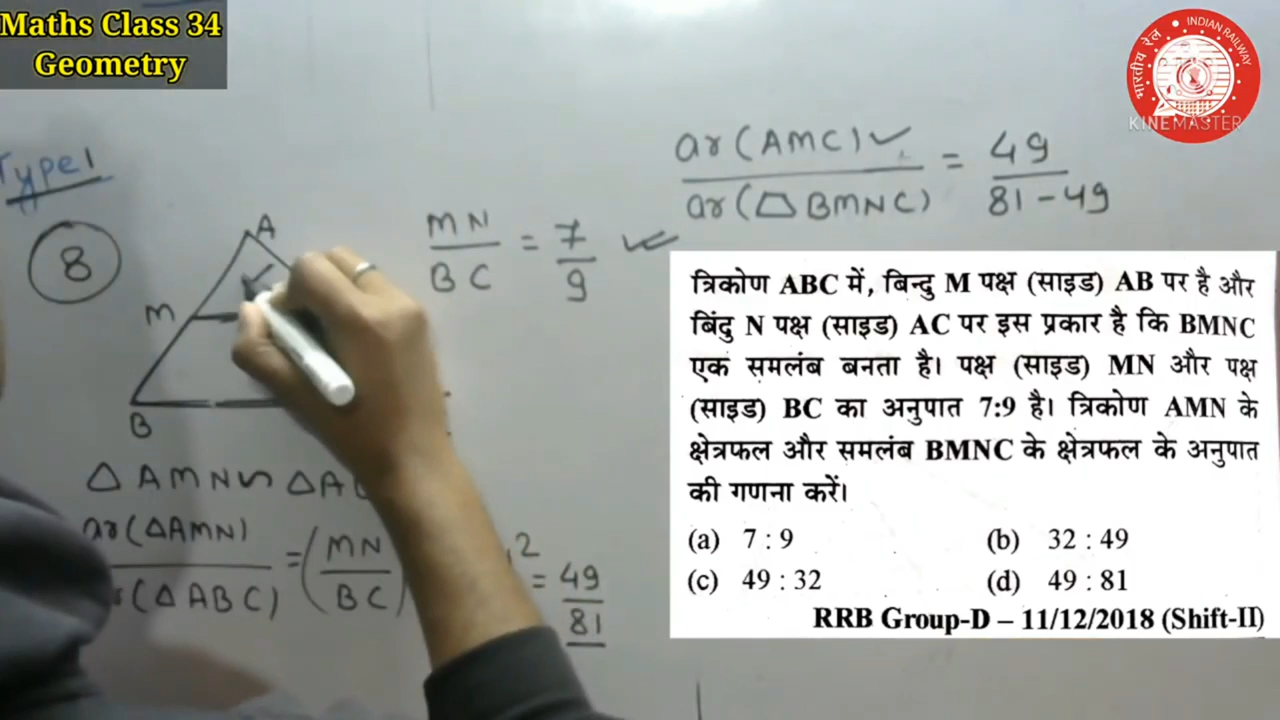 Maths Class 34
Geometry
भारतीय रेल INDIAN RAILWAY
KINEMASTER
Type 1
8
A
M
B
MN/BC = 7/9
ar(AMC)/ar(△BMNC) = 49/81-49
△AMN ~ △A
ar(△AMN)/(△ABC) = (MN/BC 2 = 49/81
त्रिकोण ABC में, बिन्दु M पक्ष (साइड) AB पर है और
बिंदु N पक्ष (साइड) AC पर इस प्रकार है कि BMNC
एक समलंब बनता है। पक्ष (साइड) MN और पक्ष
(साइड) BC का अनुपात 7:9 है। त्रिकोण AMN के
क्षेत्रफल और समलंब BMNC के क्षेत्रफल के अनुपात
की गणना करें।
(a) 7 : 9 (b) 32 : 49
(c) 49 : 32 (d) 49 : 81
RRB Group-D – 11/12/2018 (Shift-II)